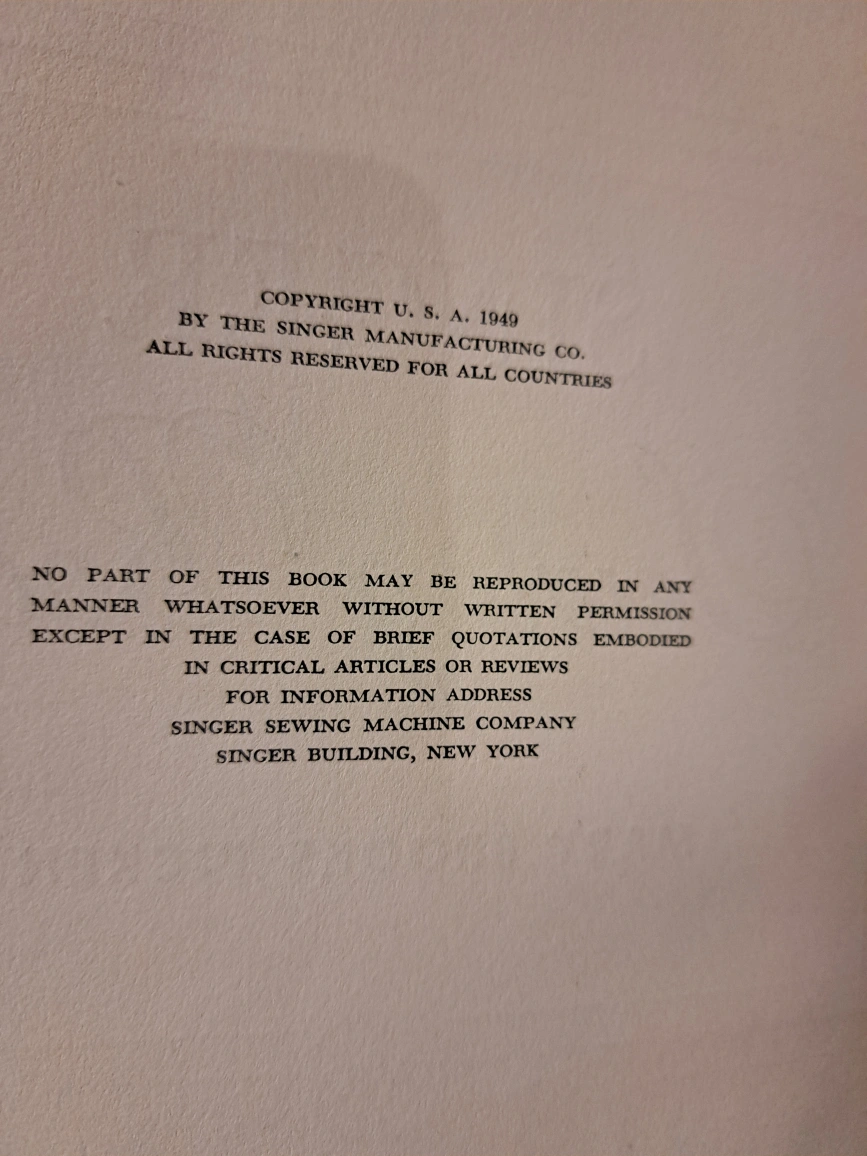 COPYRIGHT U. S. A. 1949
BY THE SINGER MANUFACTURING CO.
ALL RIGHTS RESERVED FOR ALL COUNTRIES
NO PART OF THIS BOOK MAY BE REPRODUCED IN ANY
MANNER WHATSOEVER WITHOUT WRITTEN PERMISSION
EXCEPT IN THE CASE OF BRIEF QUOTATIONS EMBODIED
IN CRITICAL ARTICLES OR REVIEWS
FOR INFORMATION ADDRESS
SINGER SEWING MACHINE COMPANY
SINGER BUILDING, NEW YORK